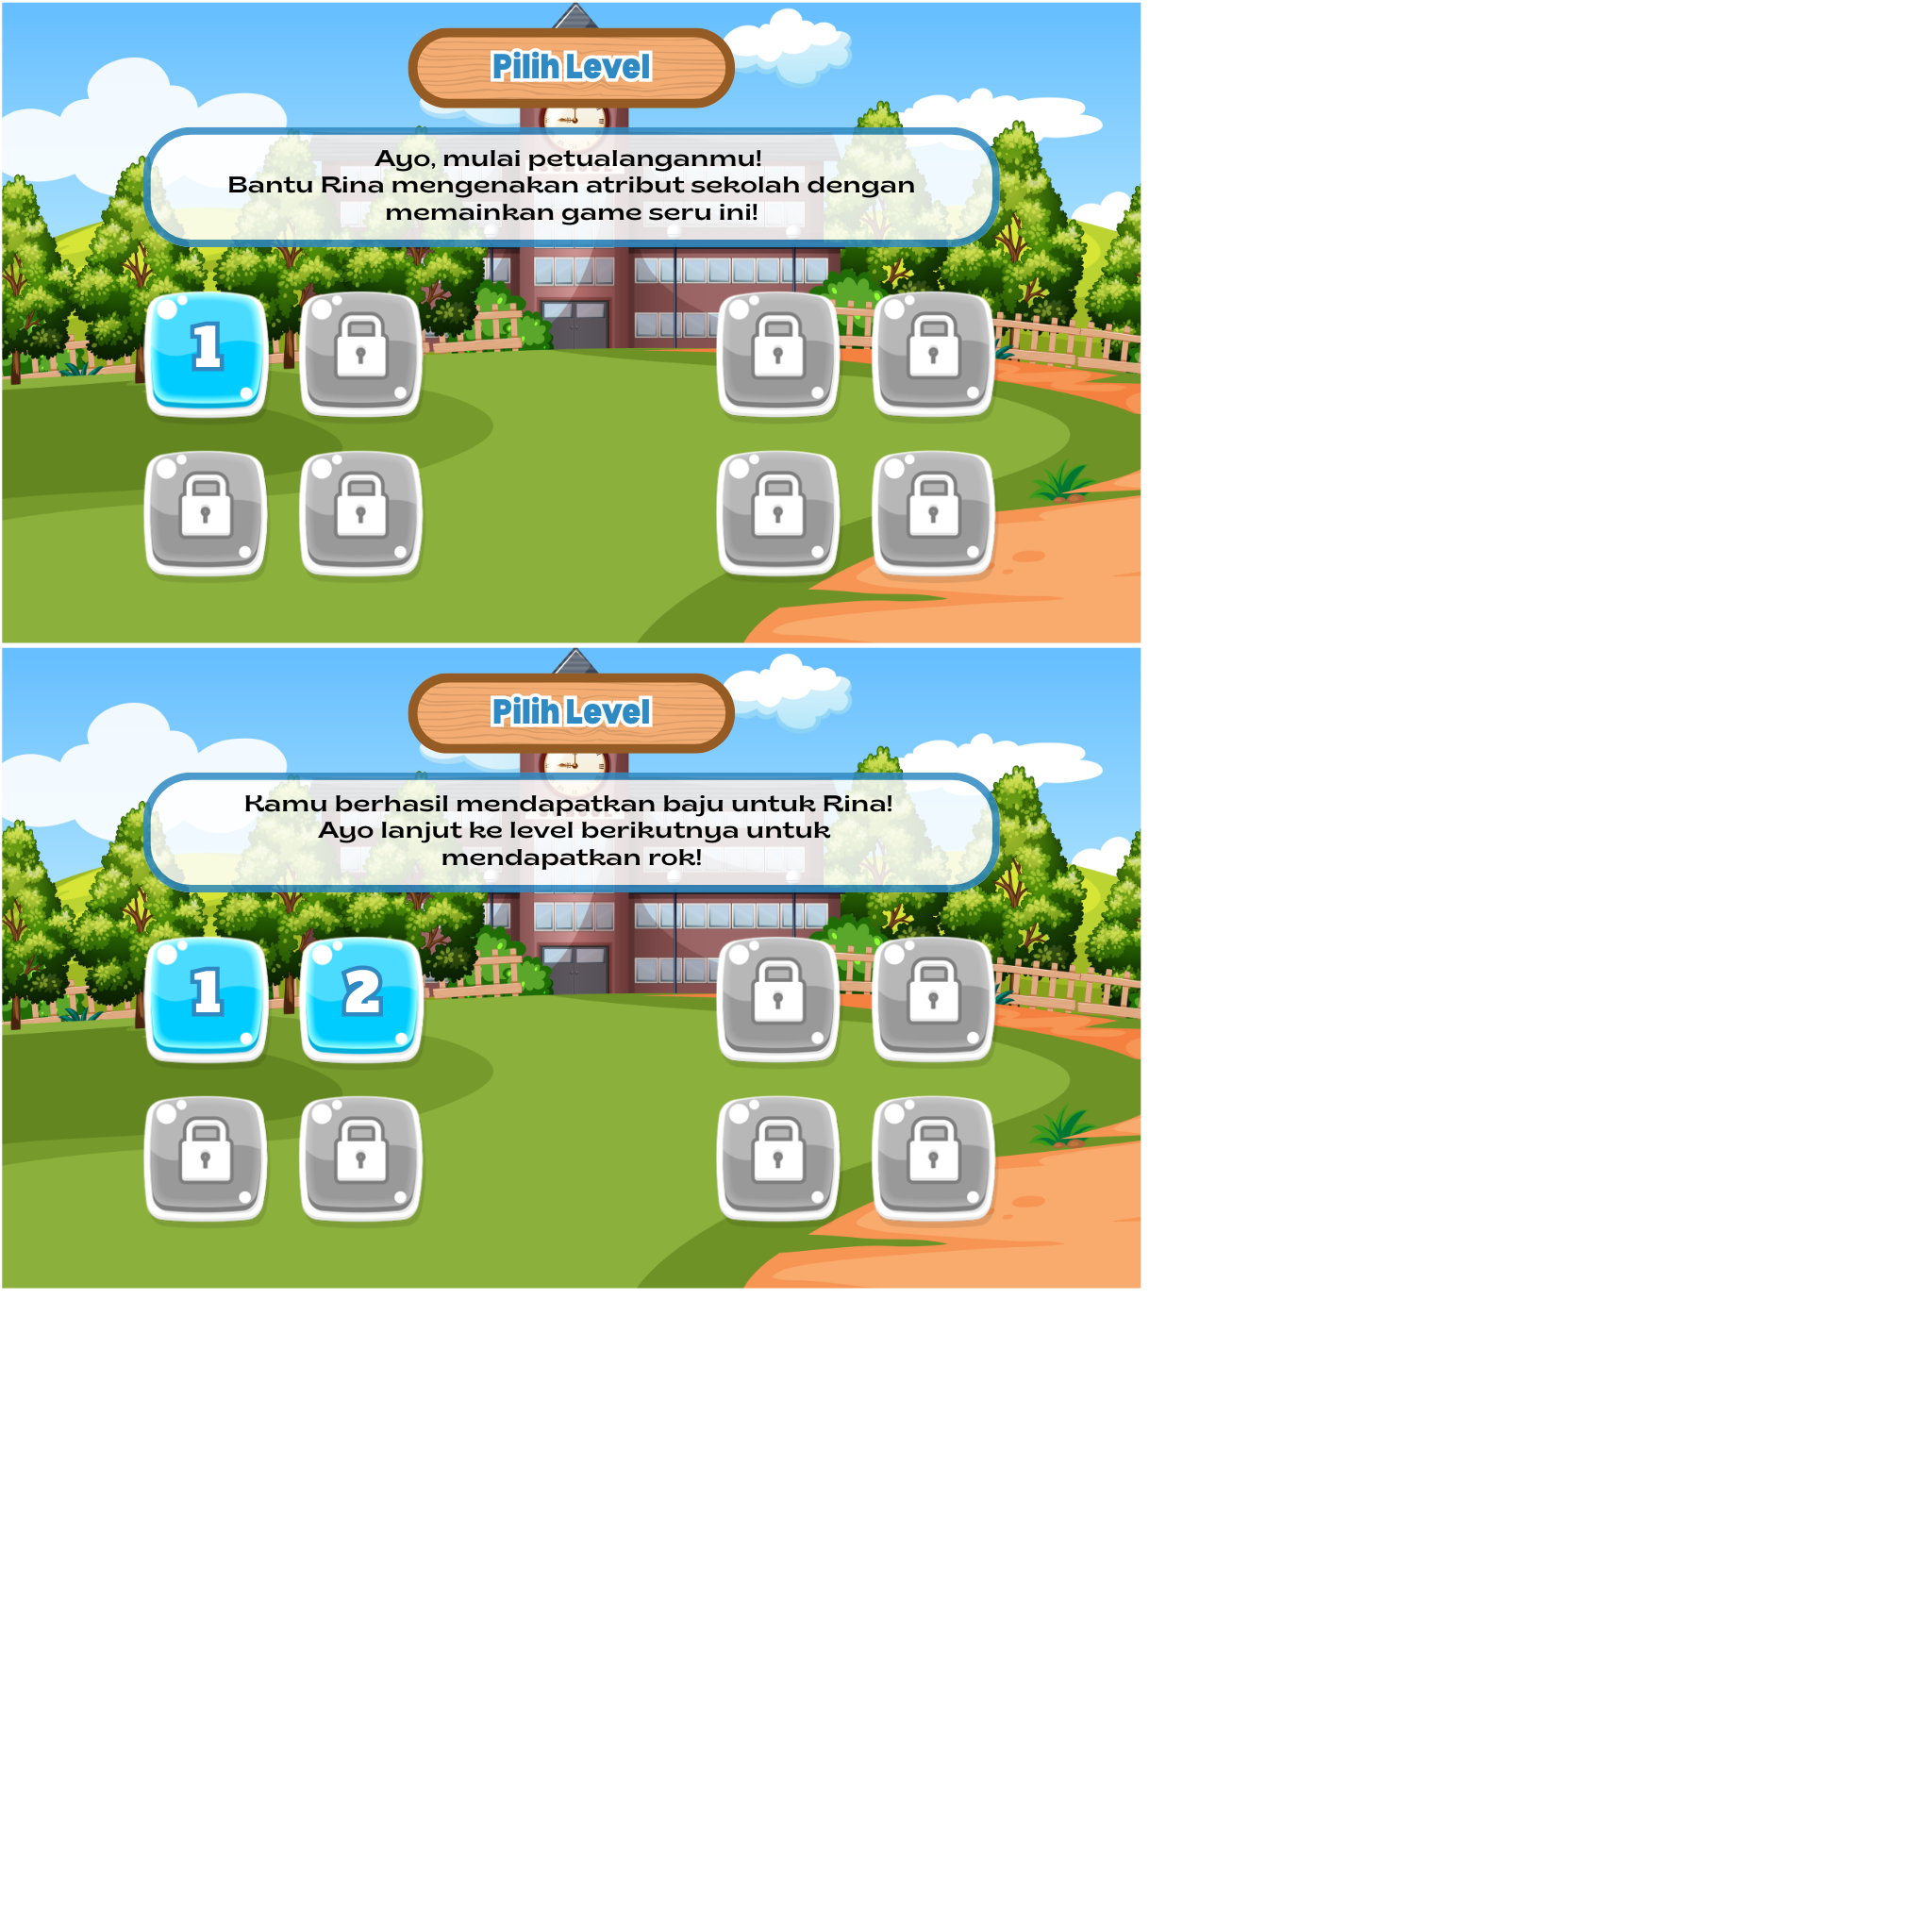 Pilih Level
Ayo, mulai petualanganmu!
Bantu Rina mengenakan atribut sekolah dengan
memainkan game seru ini!
1
Pilih Level
Kamu berhasil mendapatkan baju untuk Rina!
Ayo lanjut ke level berikutnya untuk
mendapatkan rok!
1 2